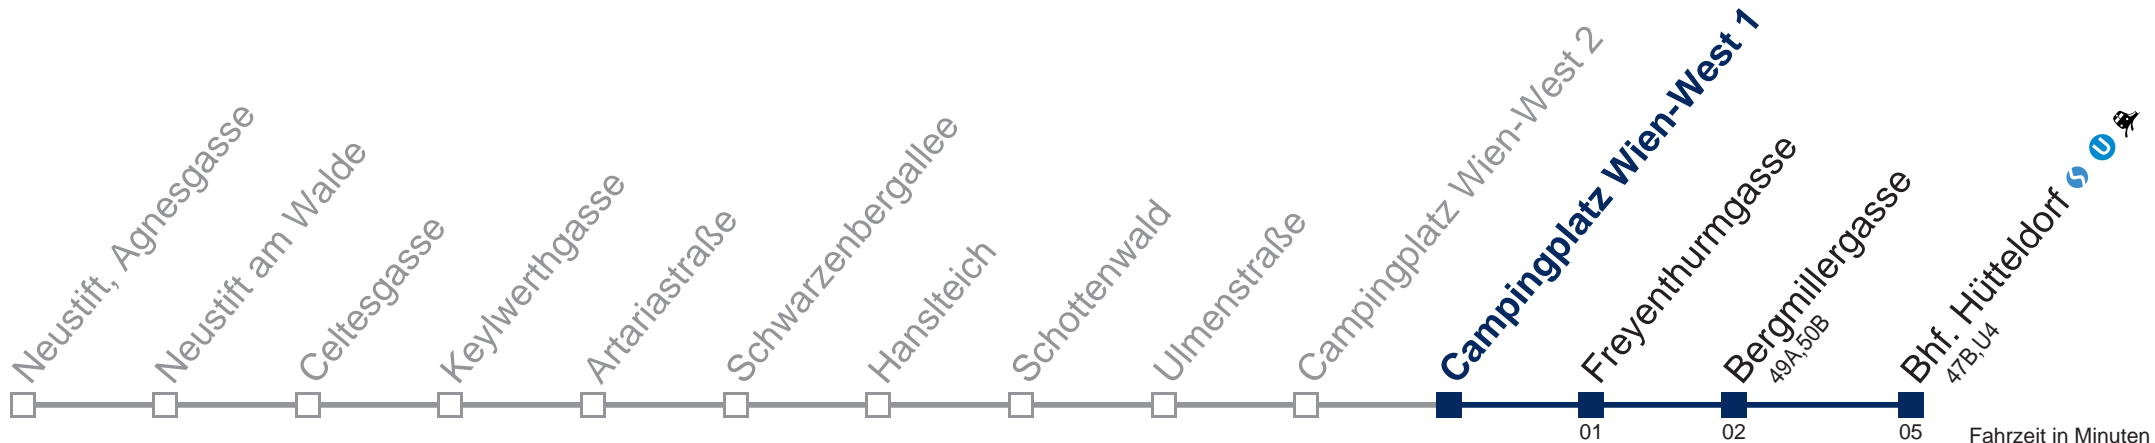 Neustift, Agnesgasse
Neustift am Walde
Celtesgasse
Keylwerthgasse
Artariastraße
Schwarzenbergallee
Hanslteich
Schottenwald
Ulmenstraße
Campingplatz Wien-West 2
Campingplatz Wien-West 1
Freyenthurmgasse
Bergmillergasse
49A,50B
Bhf. Hütteldorf S U
47B,U4
01
02
05
Fahrzeit in Minuten